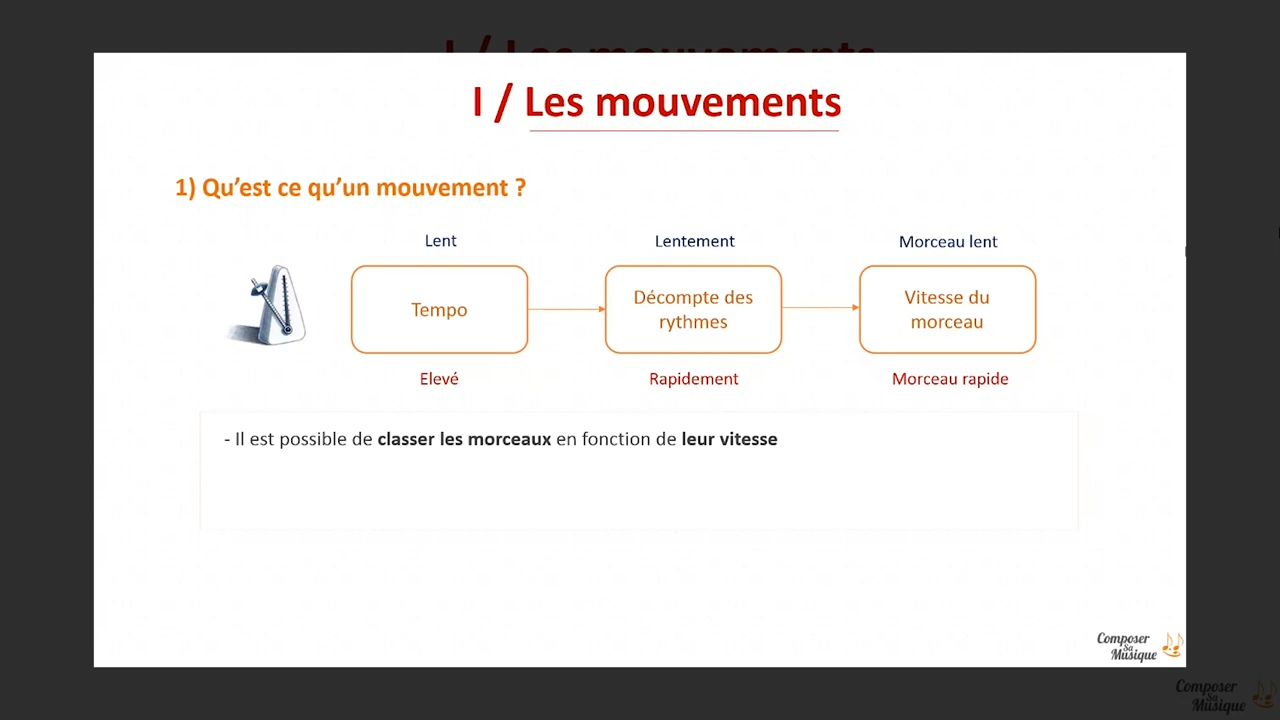 I / Les mouvements
I / Les mouvements
1) Qu'est ce qu'un mouvement ?
Lent
Lentement
Morceau lent
Tempo
Décompte des
rythmes
Vitesse du
morceau
Elevé
Rapidement
Morceau rapide
- Il est possible de classer les morceaux en fonction de leur vitesse
Composer
Sa
Musique
Composer
Sa
Musique